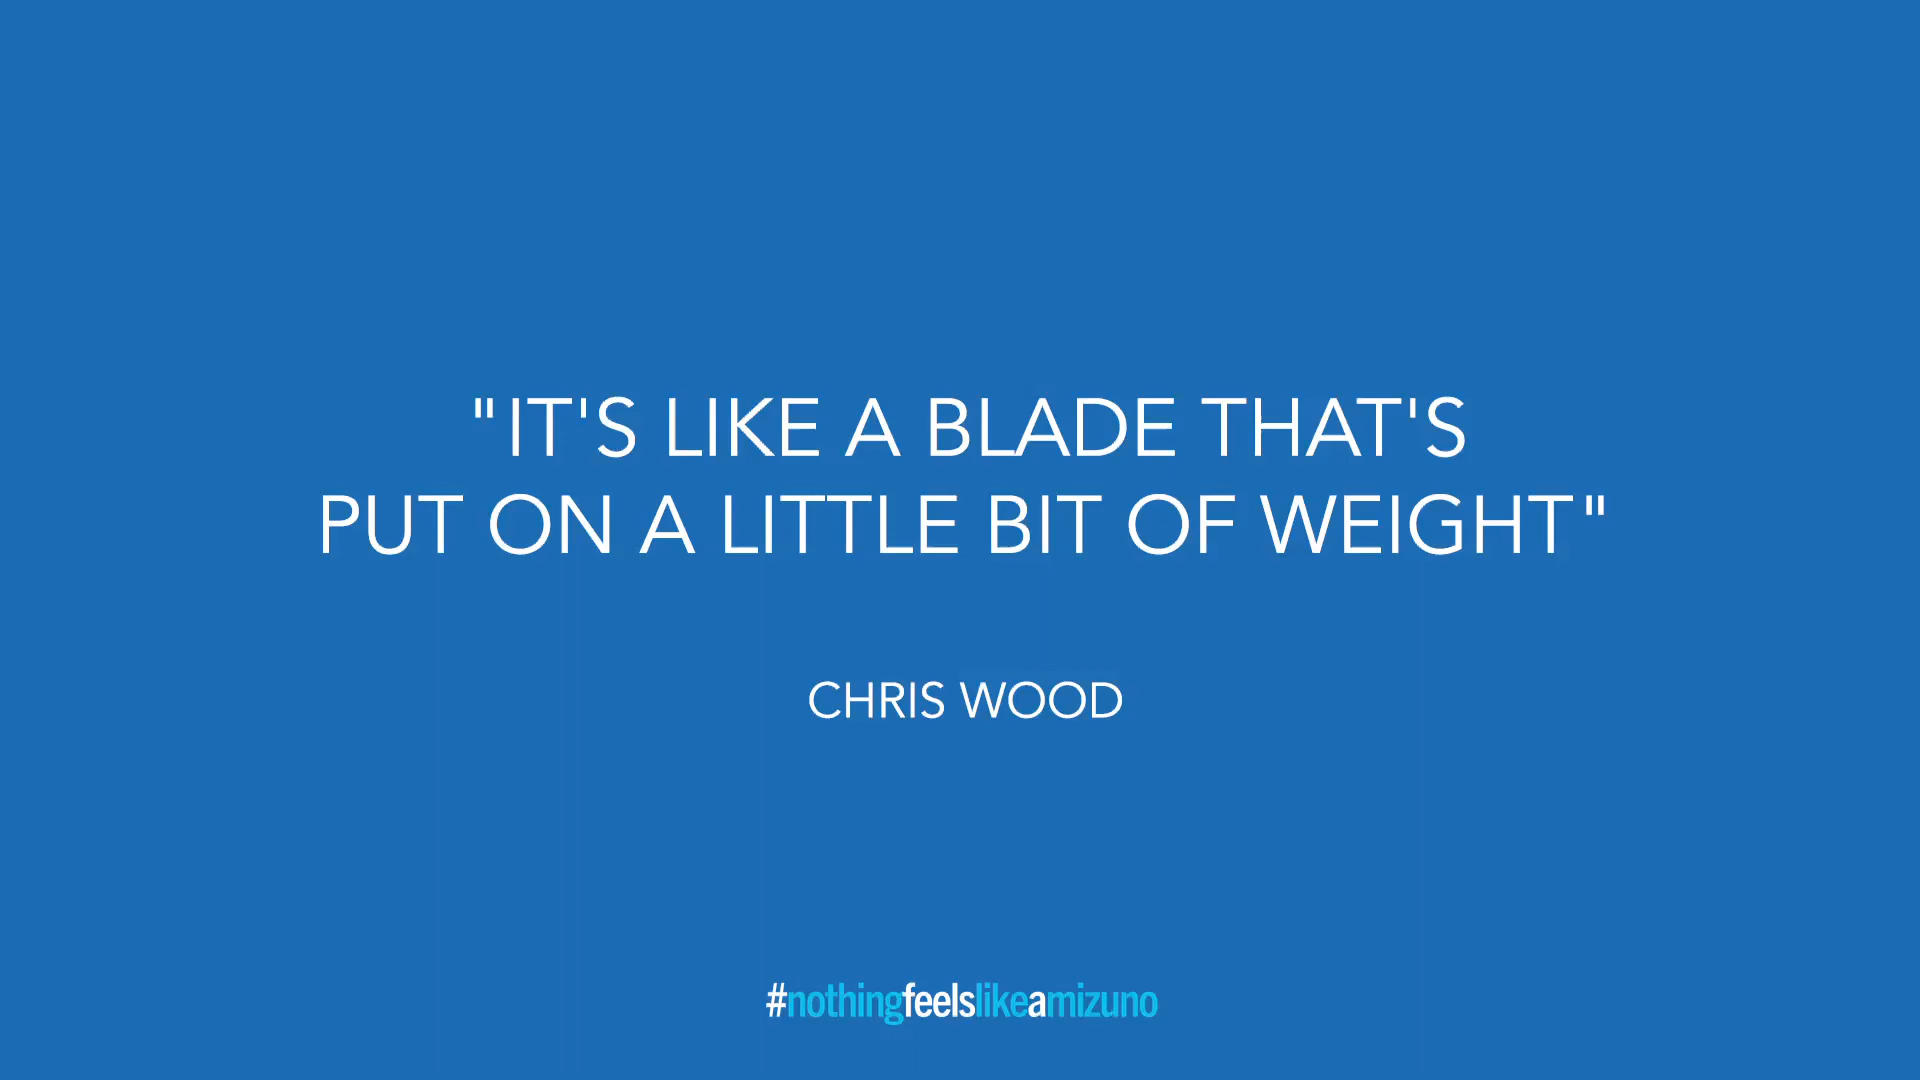 "IT'S LIKE A BLADE THAT'S
PUT ON A LITTLE BIT OF WEIGHT"
CHRIS WOOD
#nothingfeelslikeamizuno